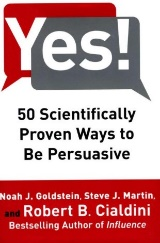 Yes!
50 Scientifically
Proven Ways to
Be Persuasive
Noah J. Goldstein, Steve J. Martin,
and Robert B. Cialdini
Bestselling Author of Influence